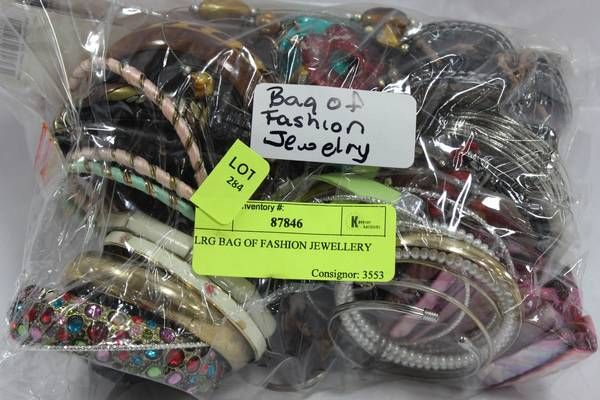 Bag of
Fashion
Jewelry
LOT
284
Inventory #:
87846
LRG BAG OF FASHION JEWELLERY
Consignor: 3553